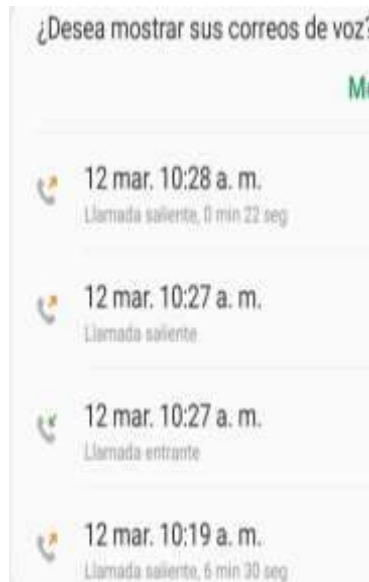 ¿Desea mostrar sus correos de voz?
12 mar. 10:28 a. m.
Llamada saliente, 0 min 22 seg
12 mar. 10:27 a. m.
Llamada saliente
12 mar. 10:27 a. m.
Llamada entrante
12 mar. 10:19 a. m.
Llamada saliente, 6 min 30 seg